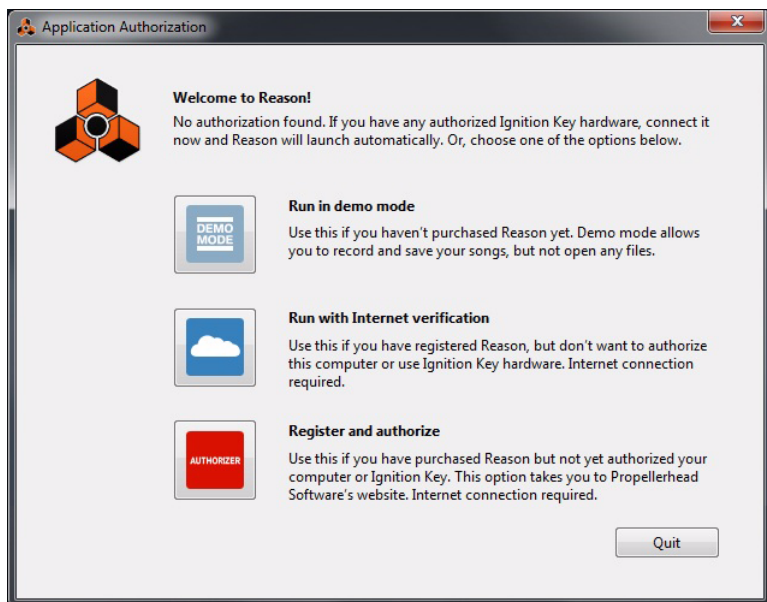 Application Authorization
Welcome to Reason!
No authorization found. If you have any authorized Ignition Key hardware, connect it
now and Reason will launch automatically. Or, choose one of the options below.
DEMO
MODE
Run in demo mode
Use this if you haven't purchased Reason yet. Demo mode allows
you to record and save your songs, but not open any files.
Run with Internet verification
Use this if you have registered Reason, but don't want to authorize
this computer or use Ignition Key hardware. Internet connection
required.
AUTHORIZER
Register and authorize
Use this if you have purchased Reason but not yet authorized your
computer or Ignition Key. This option takes you to Propellerhead
Software's website. Internet connection required.
Quit